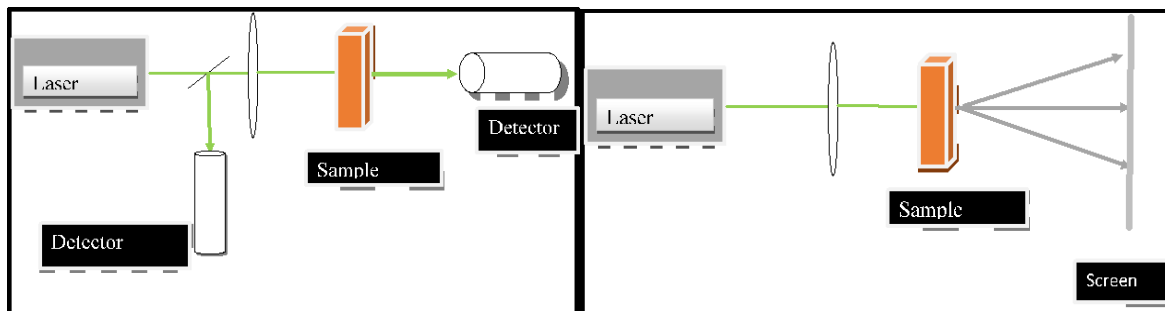 Laser
Detector
Sample
Detector
Laser
Sample
Screen